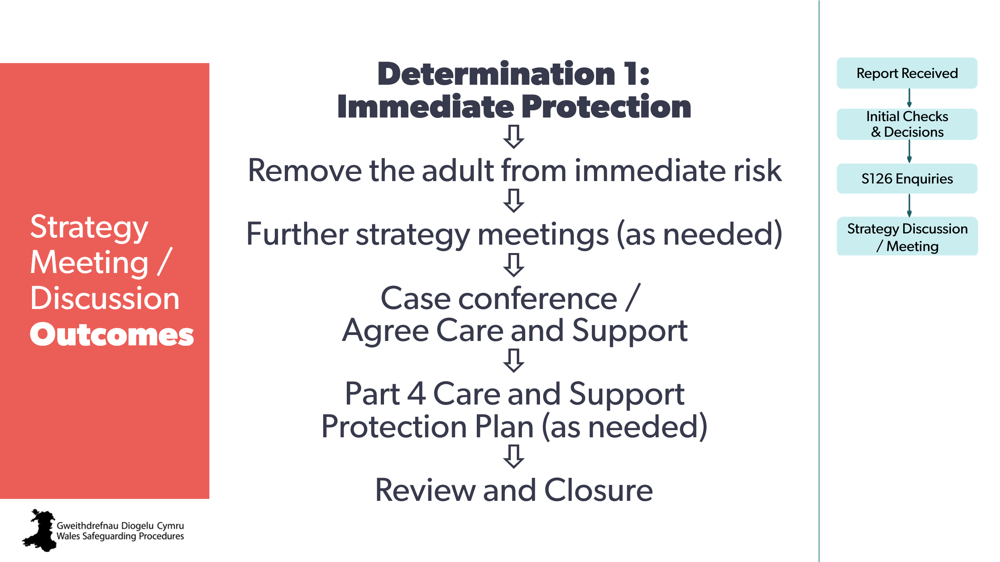 Strategy
Meeting /
Discussion
Outcomes
Determination 1:
Immediate Protection
Remove the adult from immediate risk
Further strategy meetings (as needed)
Case conference /
Agree Care and Support
Part 4 Care and Support
Protection Plan (as needed)
Review and Closure
Report Received
Initial Checks
& Decisions
S126 Enquiries
Strategy Discussion
/ Meeting
Gweithdrefnau Diogelu Cymru
Wales Safeguarding Procedures